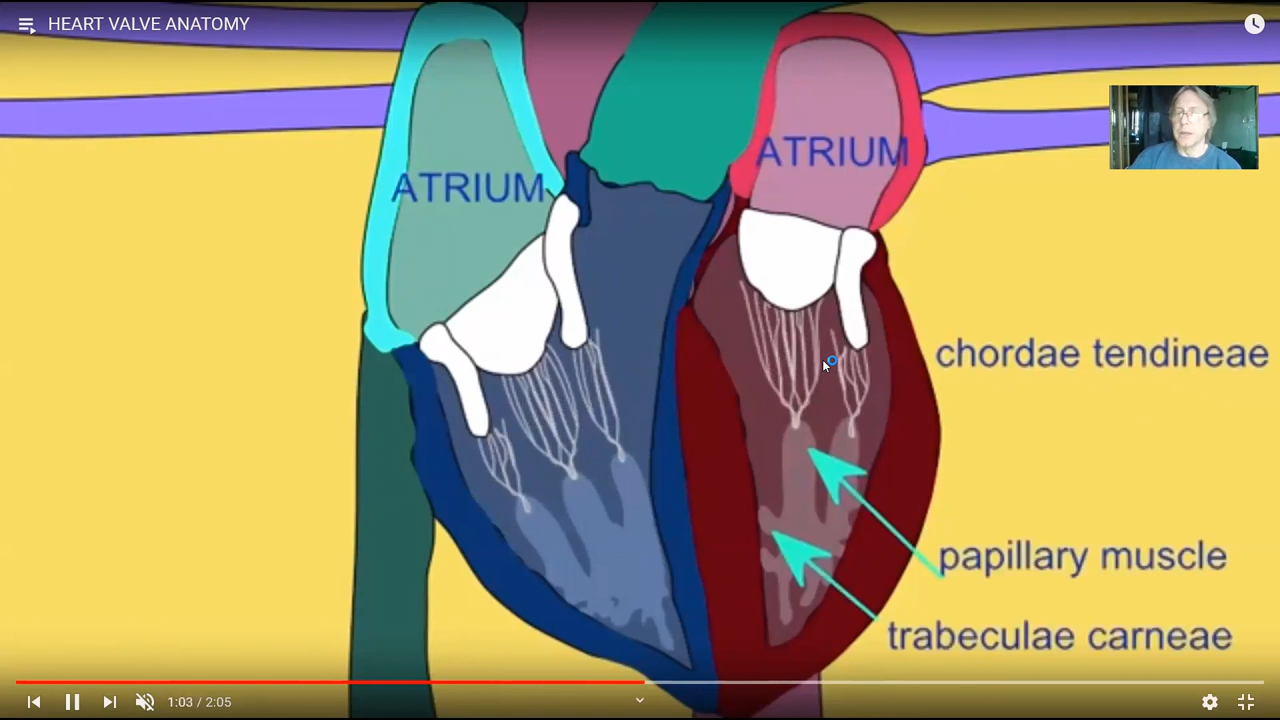 HEART VALVE ANATOMY
ATRIUM
ATRIUM
chordae tendineae
papillary muscle
trabeculae carneae
1:03 / 2:05